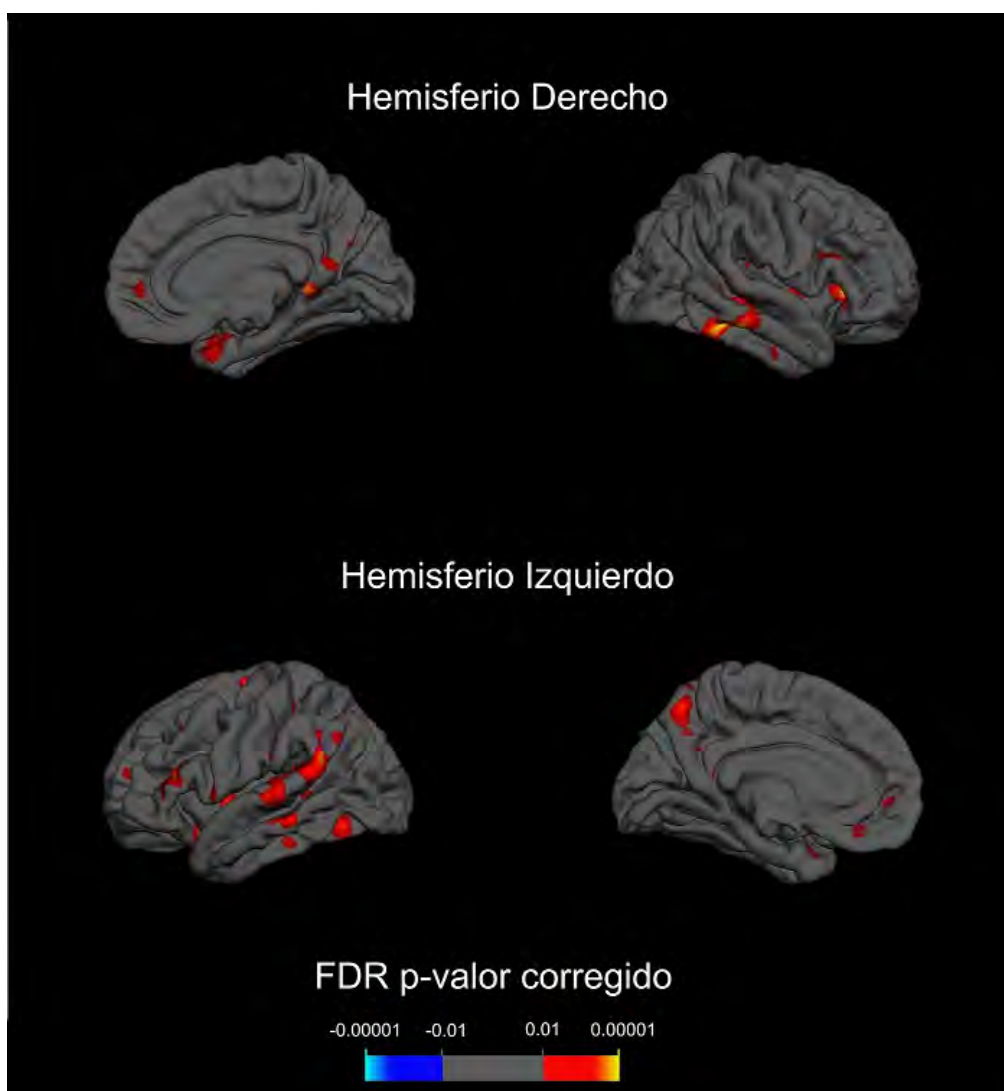 Hemisferio Derecho
Hemisferio Izquierdo
FDR p-valor corregido
-0.00001 -0.01 0.01 0.00001